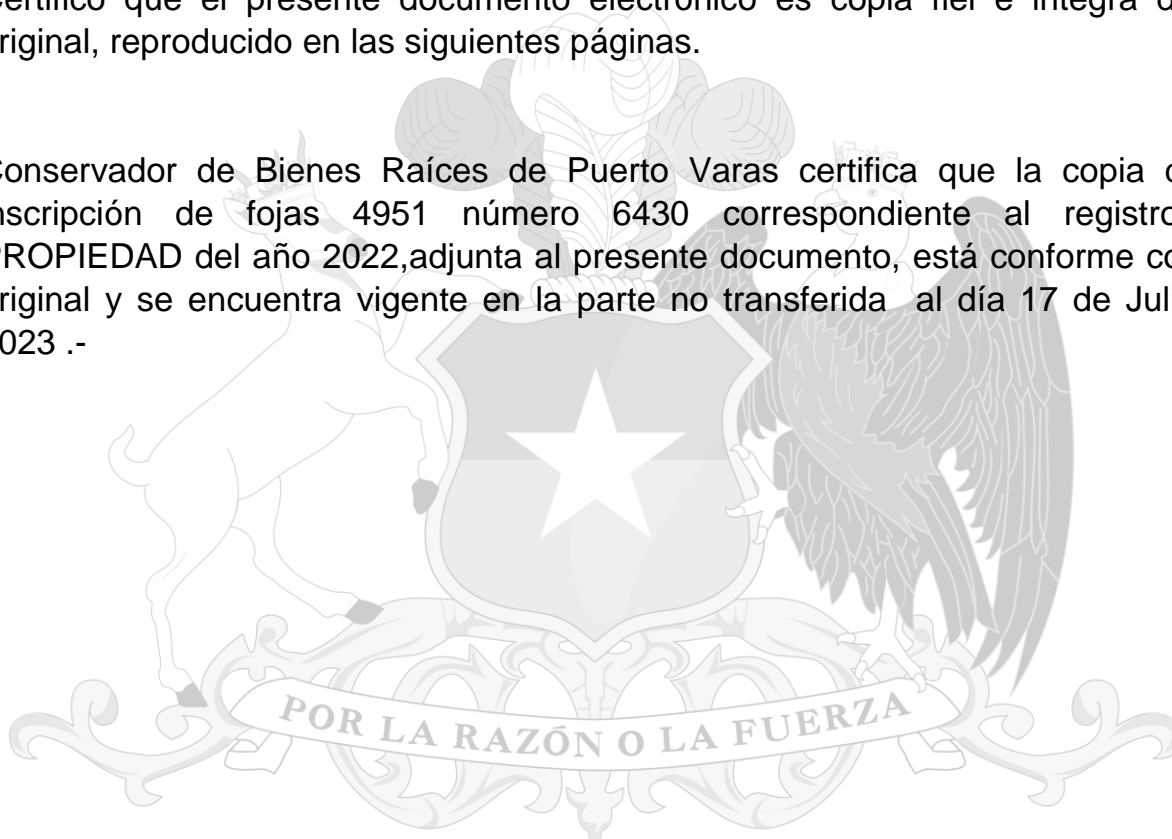 ertifico que el presente documento electrónico es copia fiel e íntegra d
riginal, reproducido en las siguientes páginas.
Conservador de Bienes Raíces de Puerto Varas certifica que la copia d
nscripción de fojas 4951 número 6430 correspondiente al registro
PROPIEDAD del año 2022,adjunta al presente documento, está conforme co
riginal y se encuentra vigente en la parte no transferida al día 17 de Jul
023 .-
POR LA RAZÓN O LA FUERZA